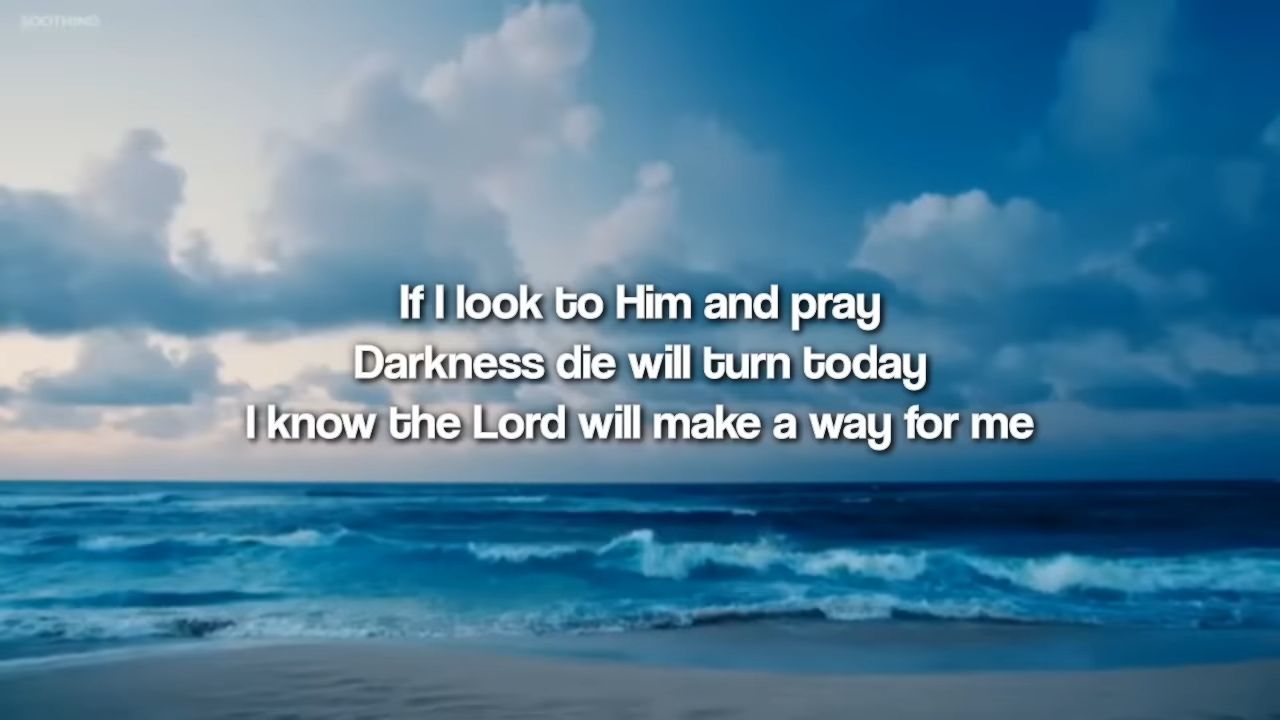 SOOTHING
If I look to Him and pray
Darkness die will turn today
I know the Lord will make a way for me